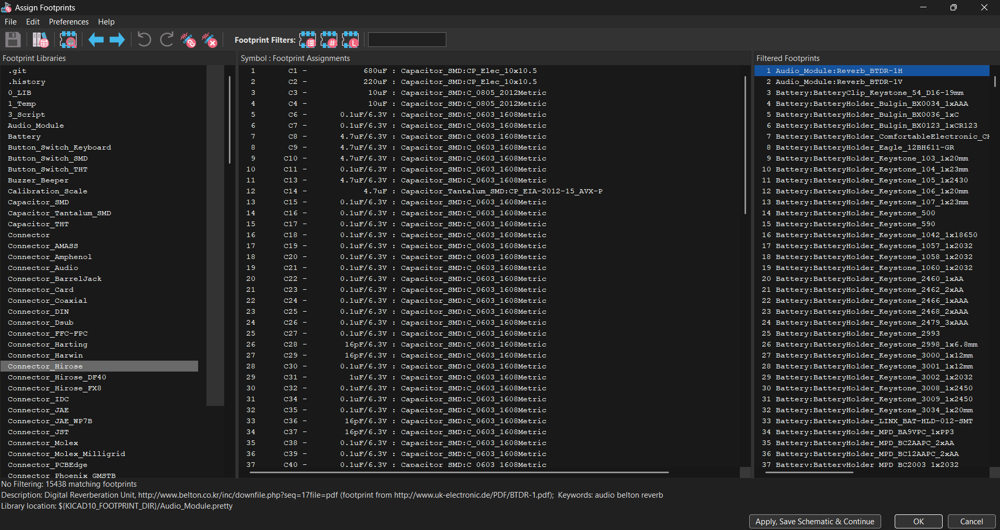 Assign Footprints
File Edit Preferences Help
Footprint Filters:
Footprint Libraries
.git
.history
0_LIB
1_Temp
3_Script
Audio_Module
Battery
Button_Switch_Keyboard
Button_Switch_SMD
Button_Switch_THT
Buzzer_Beeper
Calibration_Scale
Capacitor_SMD
Capacitor_Tantalum_SMD
Capacitor_THT
Connector
Connector_AMASS
Connector_Amphenol
Connector_Audio
Connector_BarrelJack
Connector_Card
Connector_Coaxial
Connector_DIN
Connector_Dsub
Connector_FFC-FPC
Connector_Harting
Connector_Harwin
Connector_Hirose
Connector_Hirose_DF40
Connector_Hirose_FX8
Connector_IDC
Connector_JAE
Connector_JAE_WP7B
Connector_JST
Connector_Molex
Connector_Molex_Milligrid
Connector_PCBEdge
Connector_Phoenix_GMSTB
Symbol : Footprint Assignments
1 C1 - 680uF : Capacitor_SMD:CP_Elec_10x10.5
2 C2 - 220uF : Capacitor_SMD:CP_Elec_10x10.5
3 C3 - 10uF : Capacitor_SMD:C_0805_2012Metric
4 C4 - 10uF : Capacitor_SMD:C_0805_2012Metric
5 C6 - 0.1uF/6.3V : Capacitor_SMD:C_0603_1608Metric
6 C7 - 0.1uF/6.3V : Capacitor_SMD:C_0603_1608Metric
7 C8 - 4.7uF/6.3V : Capacitor_SMD:C_0603_1608Metric
8 C9 - 4.7uF/6.3V : Capacitor_SMD:C_0603_1608Metric
9 C10 - 4.7uF/6.3V : Capacitor_SMD:C_0603_1608Metric
10 C11 - 0.1uF/6.3V : Capacitor_SMD:C_0603_1608Metric
11 C13 - 4.7uF/6.3V : Capacitor_SMD:C_0603_1608Metric
12 C14 - 4.7uF : Capacitor_Tantalum_SMD:CP_EIA-2012-15_AVX-P
13 C15 - 0.1uF/6.3V : Capacitor_SMD:C_0603_1608Metric
14 C16 - 0.1uF/6.3V : Capacitor_SMD:C_0603_1608Metric
15 C17 - 0.1uF/6.3V : Capacitor_SMD:C_0603_1608Metric
16 C18 - 0.1uF/6.3V : Capacitor_SMD:C_0603_1608Metric
17 C19 - 0.1uF/6.3V : Capacitor_SMD:C_0603_1608Metric
18 C20 - 0.1uF/6.3V : Capacitor_SMD:C_0603_1608Metric
19 C21 - 0.1uF/6.3V : Capacitor_SMD:C_0603_1608Metric
20 C22 - 0.1uF/6.3V : Capacitor_SMD:C_0603_1608Metric
21 C23 - 0.1uF/6.3V : Capacitor_SMD:C_0603_1608Metric
22 C24 - 0.1uF/6.3V : Capacitor_SMD:C_0603_1608Metric
23 C25 - 0.1uF/6.3V : Capacitor_SMD:C_0603_1608Metric
24 C26 - 0.1uF/6.3V : Capacitor_SMD:C_0603_1608Metric
25 C27 - 0.1uF/6.3V : Capacitor_SMD:C_0603_1608Metric
26 C28 - 16pF/6.3V : Capacitor_SMD:C_0603_1608Metric
27 C29 - 16pF/6.3V : Capacitor_SMD:C_0603_1608Metric
28 C30 - 0.1uF/6.3V : Capacitor_SMD:C_0603_1608Metric
29 C31 - 1uF/6.3V : Capacitor_SMD:C_0603_1608Metric
30 C32 - 0.1uF/6.3V : Capacitor_SMD:C_0603_1608Metric
31 C34 - 0.1uF/6.3V : Capacitor_SMD:C_0603_1608Metric
32 C35 - 0.1uF/6.3V : Capacitor_SMD:C_0603_1608Metric
33 C36 - 16pF/6.3V : Capacitor_SMD:C_0603_1608Metric
34 C37 - 16pF/6.3V : Capacitor_SMD:C_0603_1608Metric
35 C38 - 0.1uF/6.3V : Capacitor_SMD:C_0603_1608Metric
36 C39 - 0.1uF/6.3V : Capacitor_SMD:C_0603_1608Metric
37 C40 - 0.1uF/6.3V : Capacitor_SMD:C_0603_1608Metric
Filtered Footprints
1 Audio_Module:Reverb_BTDR-1H
2 Audio_Module:Reverb_BTDR-1V
3 Battery:BatteryClip_Keystone_54_D16-19mm
4 Battery:BatteryHolder_Bulgin_BX0034_1xAAA
5 Battery:BatteryHolder_Bulgin_BX0036_1xC
6 Battery:BatteryHolder_Bulgin_BX0123_1xCR123
7 Battery:BatteryHolder_ComfortableElectronic_CH
8 Battery:BatteryHolder_Eagle_12BH611-GR
9 Battery:BatteryHolder_Keystone_103_1x20mm
10 Battery:BatteryHolder_Keystone_104_1x23mm
11 Battery:BatteryHolder_Keystone_105_1x2430
12 Battery:BatteryHolder_Keystone_106_1x20mm
13 Battery:BatteryHolder_Keystone_107_1x23mm
14 Battery:BatteryHolder_Keystone_500
15 Battery:BatteryHolder_Keystone_590
16 Battery:BatteryHolder_Keystone_1042_1x18650
17 Battery:BatteryHolder_Keystone_1057_1x2032
18 Battery:BatteryHolder_Keystone_1058_1x2032
19 Battery:BatteryHolder_Keystone_1060_1x2032
20 Battery:BatteryHolder_Keystone_2460_1xAA
21 Battery:BatteryHolder_Keystone_2462_2xAA
22 Battery:BatteryHolder_Keystone_2466_1xAAA
23 Battery:BatteryHolder_Keystone_2468_2xAAA
24 Battery:BatteryHolder_Keystone_2479_3xAAA
25 Battery:BatteryHolder_Keystone_2993
26 Battery:BatteryHolder_Keystone_2998_1x6.8mm
27 Battery:BatteryHolder_Keystone_3000_1x12mm
28 Battery:BatteryHolder_Keystone_3001_1x12mm
29 Battery:BatteryHolder_Keystone_3002_1x2032
30 Battery:BatteryHolder_Keystone_3008_1x2450
31 Battery:BatteryHolder_Keystone_3009_1x2450
32 Battery:BatteryHolder_Keystone_3034_1x20mm
33 Battery:BatteryHolder_LINX_BAT-HLD-012-SMT
34 Battery:BatteryHolder_MPD_BA9VPC_1xPP3
35 Battery:BatteryHolder_MPD_BC2AAPC_2xAA
36 Battery:BatteryHolder_MPD_BC12AAPC_2xAA
37 Battery:BatteryHolder_MPD_BC2003_1x2032
No Filtering: 15438 matching footprints
Description: Digital Reverberation Unit, http://www.belton.co.kr/inc/downfile.php?seq=17file=pdf (footprint from http://www.uk-electronic.de/PDF/BTDR-1.pdf); Keywords: audio belton reverb
Library location: ${KICAD10_FOOTPRINT_DIR}/Audio_Module.pretty
Apply, Save Schematic & Continue OK Cancel